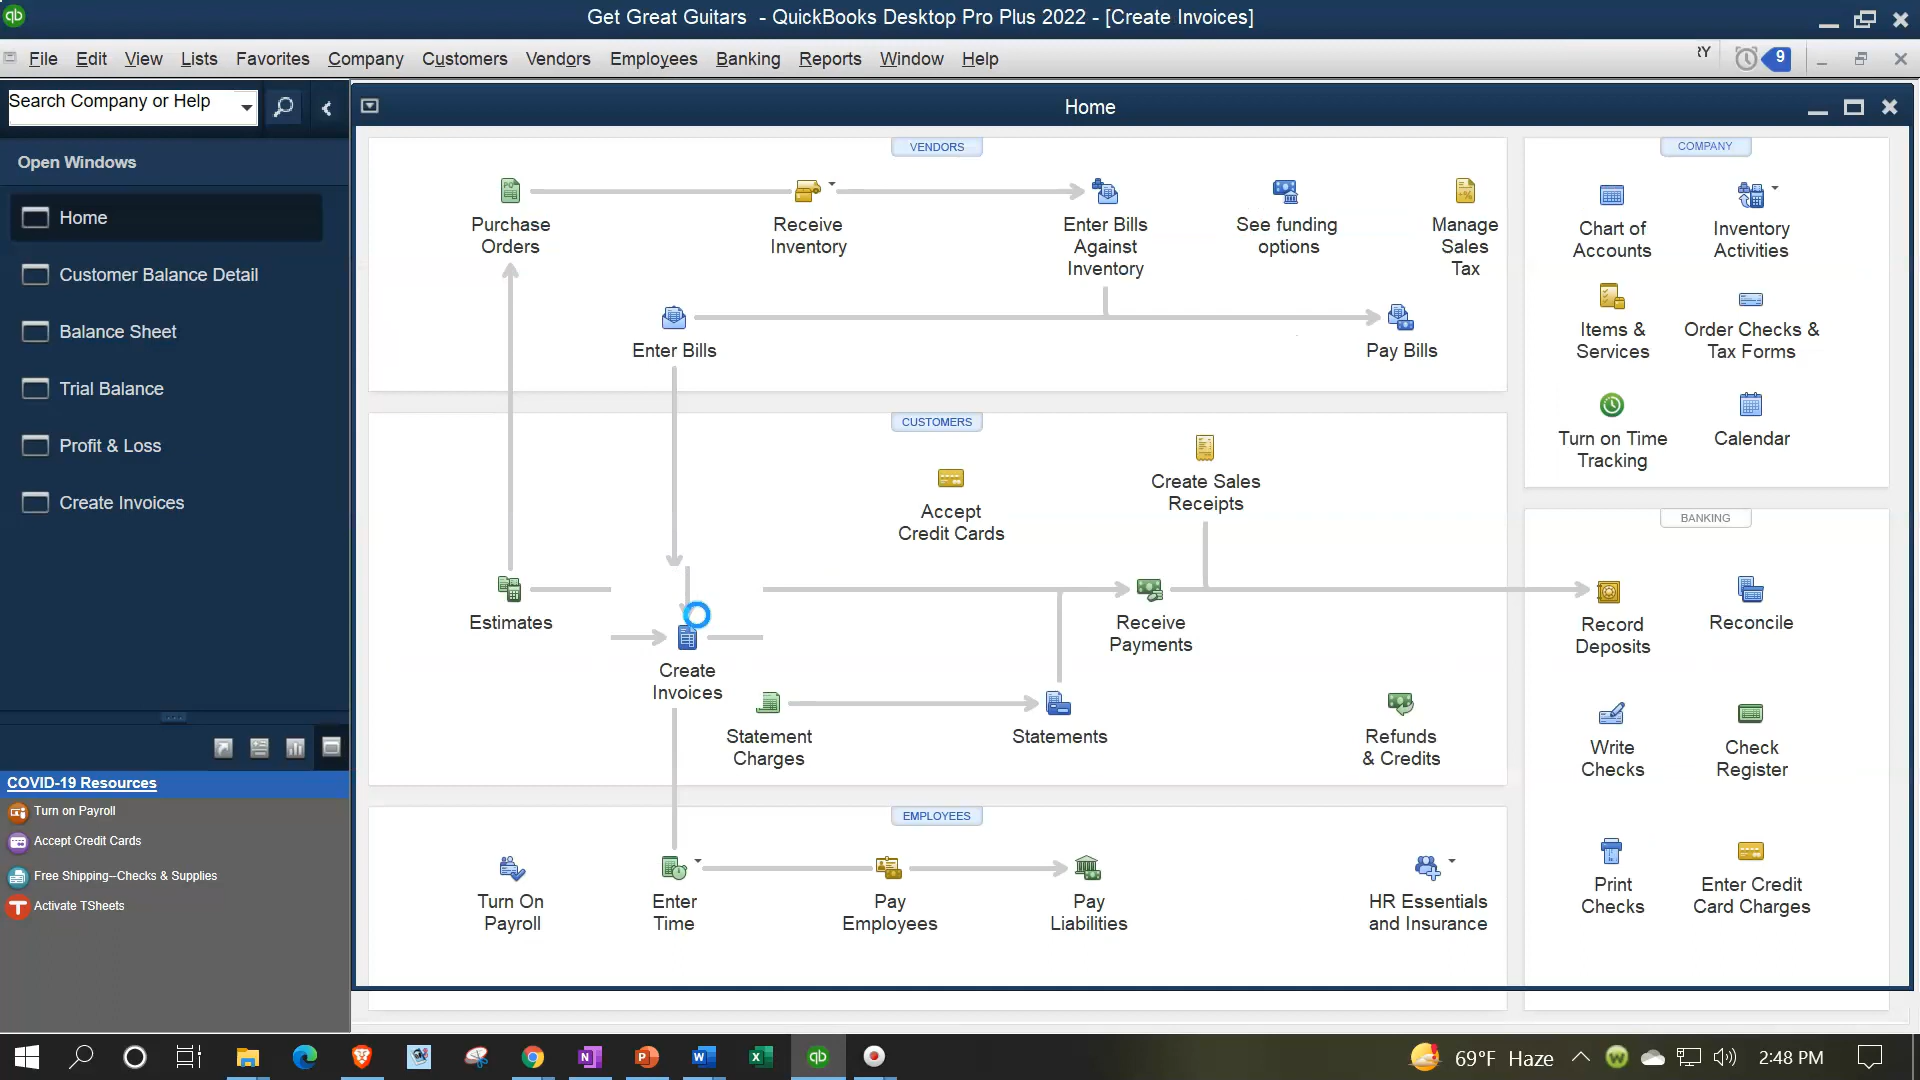 Get Great Guitars - QuickBooks Desktop Pro Plus 2022 - [Create Invoices]
File Edit View Lists Favorites Company Customers Vendors Employees Banking Reports Window Help
9
Search Company or Help
Home
Open Windows
Home
Customer Balance Detail
Balance Sheet
Trial Balance
Profit & Loss
Create Invoices
COVID-19 Resources
Turn on Payroll
Accept Credit Cards
Free Shipping--Checks & Supplies
Activate TSheets
VENDORS
Purchase
Orders
Receive
Inventory
Enter Bills
Against
Inventory
See funding
options
Manage
Sales
Tax
Enter Bills
Pay Bills
CUSTOMERS
Accept
Credit Cards
Create Sales
Receipts
Estimates
Create
Invoices
Receive
Payments
Statement
Charges
Statements
Refunds
& Credits
EMPLOYEES
Turn On
Payroll
Enter
Time
Pay
Employees
Pay
Liabilities
HR Essentials
and Insurance
COMPANY
Chart of
Accounts
Inventory
Activities
Items &
Services
Order Checks &
Tax Forms
Turn on Time
Tracking
Calendar
BANKING
Record
Deposits
Reconcile
Write
Checks
Check
Register
Print
Checks
Enter Credit
Card Charges
69°F Haze
2:48 PM